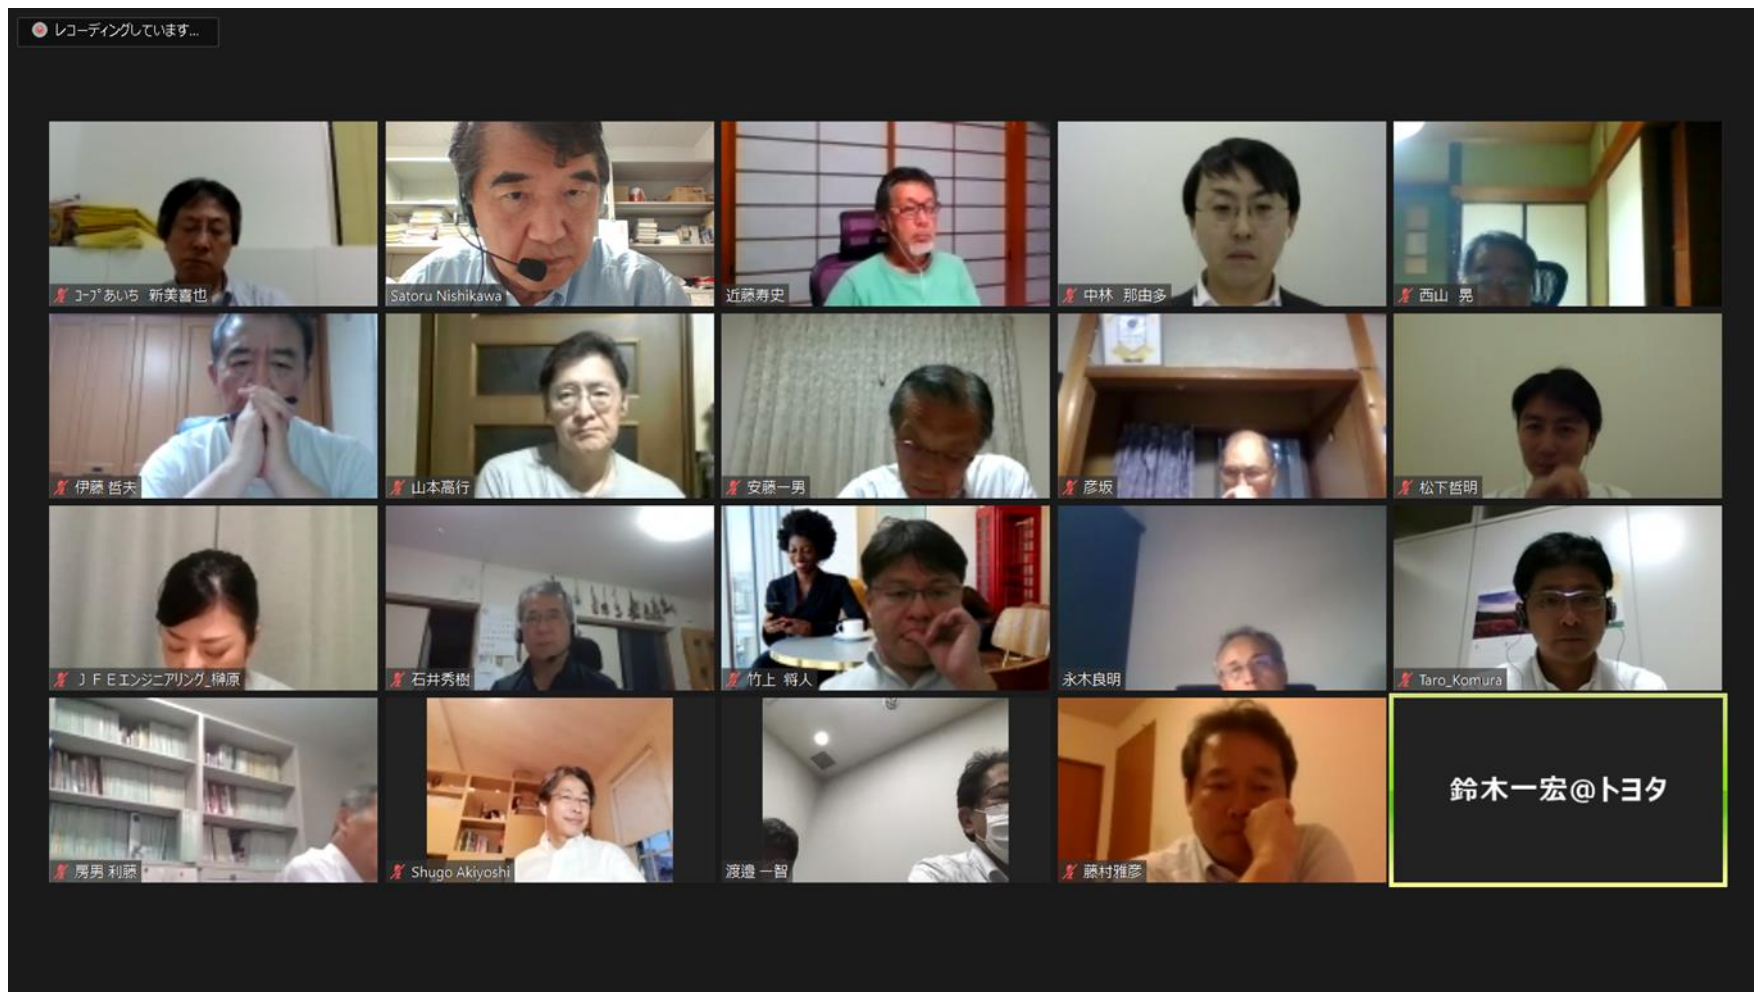 レコーディングしています...
コープあいち 新美喜也
Satoru Nishikawa
近藤寿史
中林 那由多
西山 晃
伊藤 哲夫
山本高行
安藤一男
彦坂
松下哲明
JFEエンジニアリング_榊原
石井秀樹
竹上 将人
永木良明
Taro_Komura
房男 利藤
Shugo Akiyoshi
渡邉 一智
藤村雅彦
鈴木一宏@トヨタ